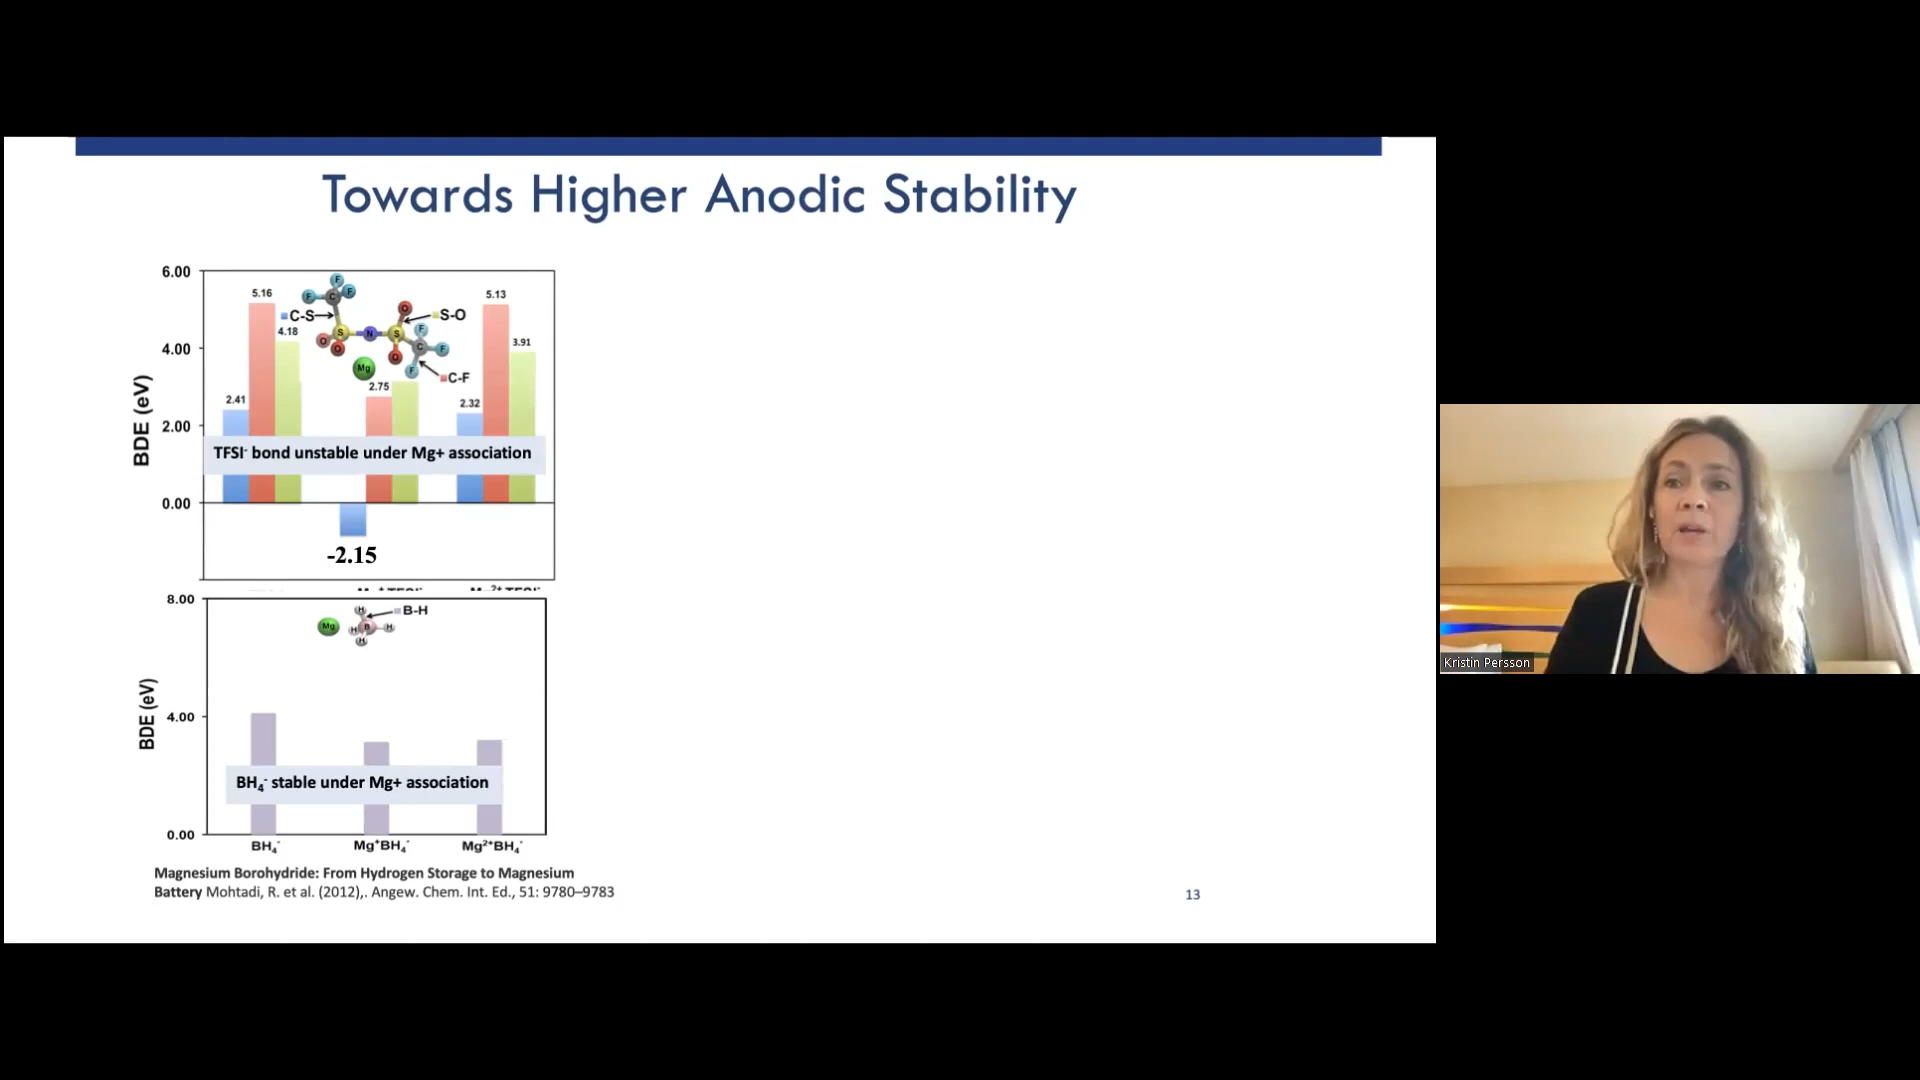 Towards Higher Anodic Stability
6.00
4.00
2.00
0.00
BDE (eV)
5.16
4.18
2.41
C-S
S-O
C-F
F
F
F
C
S
N
S
O
O
O
O
F
F
F
C
Mg
2.75
5.13
3.91
2.32
TFSI⁻ bond unstable under Mg+ association
-2.15
8.00
4.00
0.00
BDE (eV)
B-H
Mg
H
H
B
H
H
BH₄⁻ stable under Mg+ association
BH₄⁻
Mg⁺BH₄⁻
Mg²⁺BH₄⁻
Magnesium Borohydride: From Hydrogen Storage to Magnesium
Battery Mohtadi, R. et al. (2012),. Angew. Chem. Int. Ed., 51: 9780–9783
13
Kristin Persson